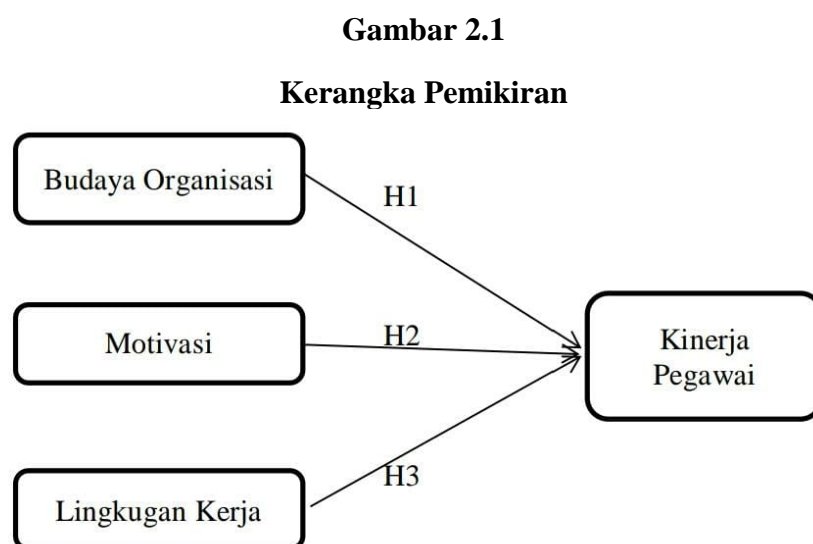 Gambar 2.1
Kerangka Pemikiran
Budaya Organisasi
H1
Motivasi
H2
Kinerja
Pegawai
H3
Lingkugan Kerja